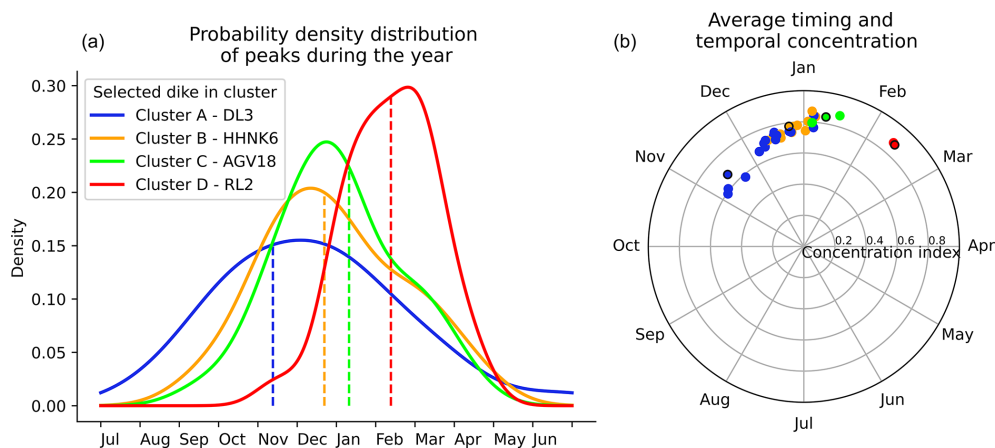 (a)
Probability density distribution
of peaks during the year
Selected dike in cluster
Cluster A - DL3
Cluster B - HHNK6
Cluster C - AGV18
Cluster D - RL2
Density
0.30
0.25
0.20
0.15
0.10
0.05
0.00
Jul Aug Sep Oct Nov Dec Jan Feb Mar Apr May Jun
(b)
Average timing and
temporal concentration
Jan
Feb
Mar
Apr
May
Jun
Jul
Aug
Sep
Oct
Nov
Dec
0.2 0.4 0.6 0.8
Concentration index